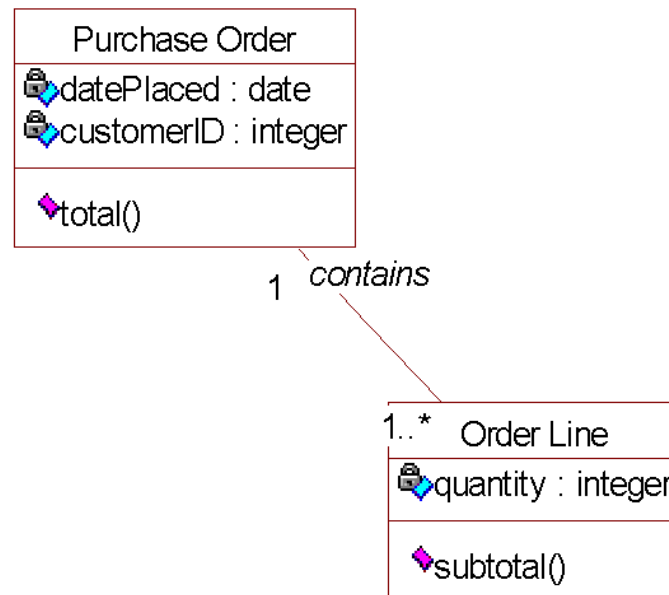 Purchase Order
datePlaced : date
customerID : integer
total()
1 contains
1..* Order Line
quantity : integer
subtotal()